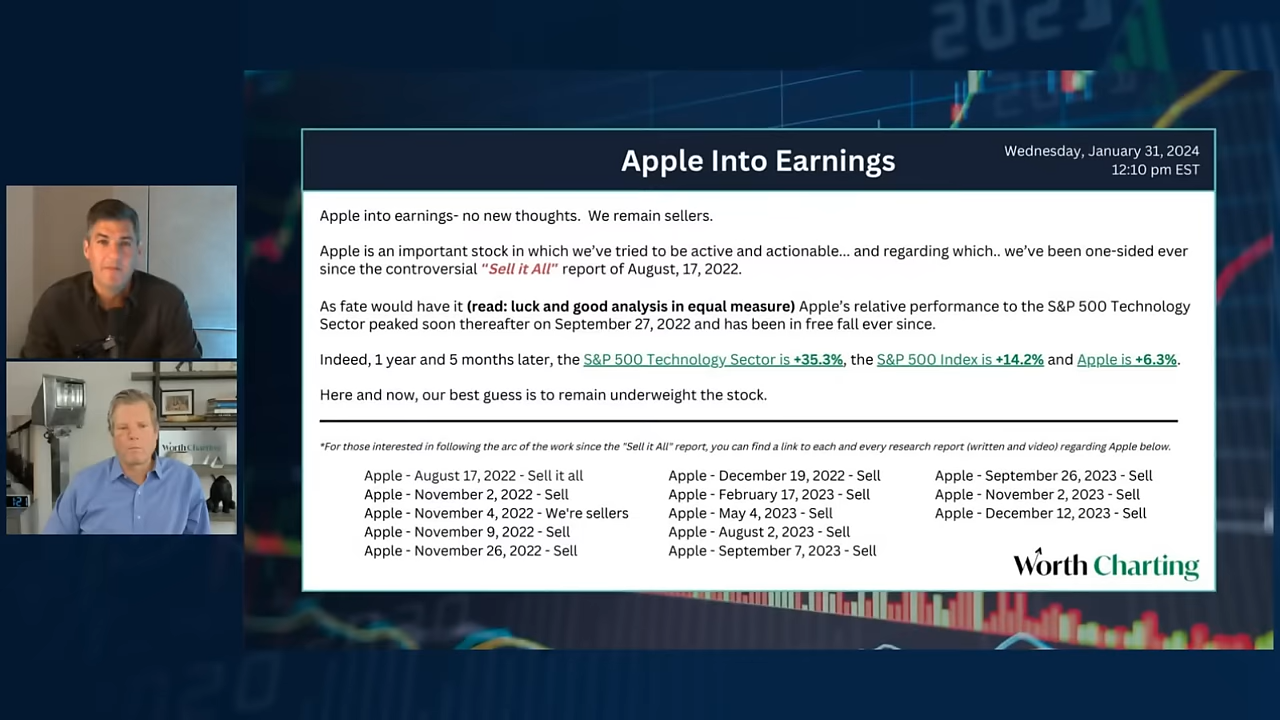 Apple Into Earnings
Wednesday, January 31, 2024
12:10 pm EST
Apple into earnings- no new thoughts.  We remain sellers.
Apple is an important stock in which we've tried to be active and actionable... and regarding which.. we've been one-sided ever
since the controversial "Sell it All" report of August, 17, 2022.
As fate would have it (read: luck and good analysis in equal measure) Apple's relative performance to the S&P 500 Technology
Sector peaked soon thereafter on September 27, 2022 and has been in free fall ever since.
Indeed, 1 year and 5 months later, the S&P 500 Technology Sector is +35.3%, the S&P 500 Index is +14.2% and Apple is +6.3%.
Here and now, our best guess is to remain underweight the stock.
*For those interested in following the arc of the work since the "Sell it All" report, you can find a link to each and every research report (written and video) regarding Apple below.
Apple - August 17, 2022 - Sell it all
Apple - November 2, 2022 - Sell
Apple - November 4, 2022 - We're sellers
Apple - November 9, 2022 - Sell
Apple - November 26, 2022 - Sell
Apple - December 19, 2022 - Sell
Apple - February 17, 2023 - Sell
Apple - May 4, 2023 - Sell
Apple - August 2, 2023 - Sell
Apple - September 7, 2023 - Sell
Apple - September 26, 2023 - Sell
Apple - November 2, 2023 - Sell
Apple - December 12, 2023 - Sell
Worth Charting
Worth Charting